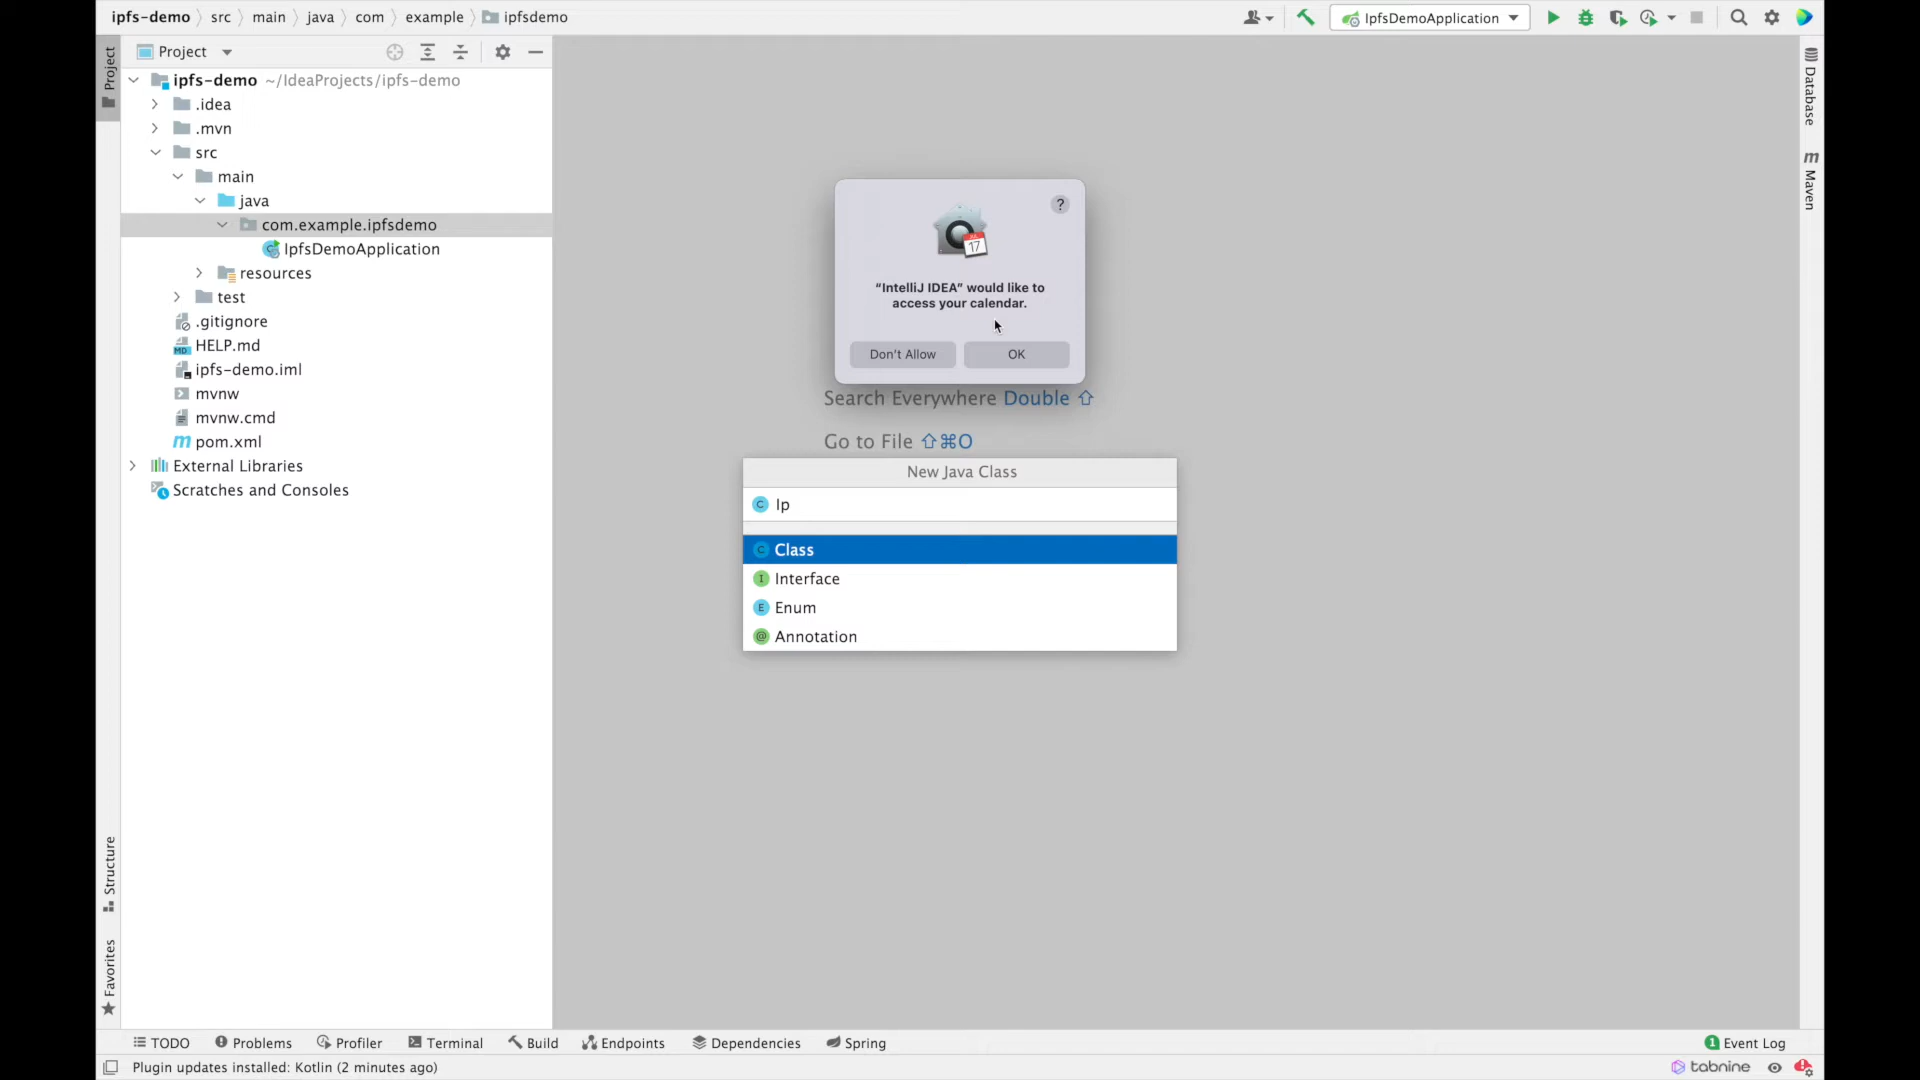 ipfs-demo src main java com example ipfsdemo
IpfsDemoApplication
Project
Project
ipfs-demo ~/IdeaProjects/ipfs-demo
.idea
.mvn
src
main
java
com.example.ipfsdemo
IpfsDemoApplication
resources
test
.gitignore
HELP.md
ipfs-demo.iml
mvnw
mvnw.cmd
pom.xml
External Libraries
Scratches and Consoles
?
17
“IntelliJ IDEA” would like to
access your calendar.
Don't Allow OK
Search Everywhere Double ⇧
Go to File ⇧⌘O
New Java Class
C Ip
C Class
I Interface
E Enum
@ Annotation
Database
m Maven
Structure
Favorites
TODO Problems Profiler Terminal Build Endpoints Dependencies Spring
1 Event Log
Plugin updates installed: Kotlin (2 minutes ago)
tabnine